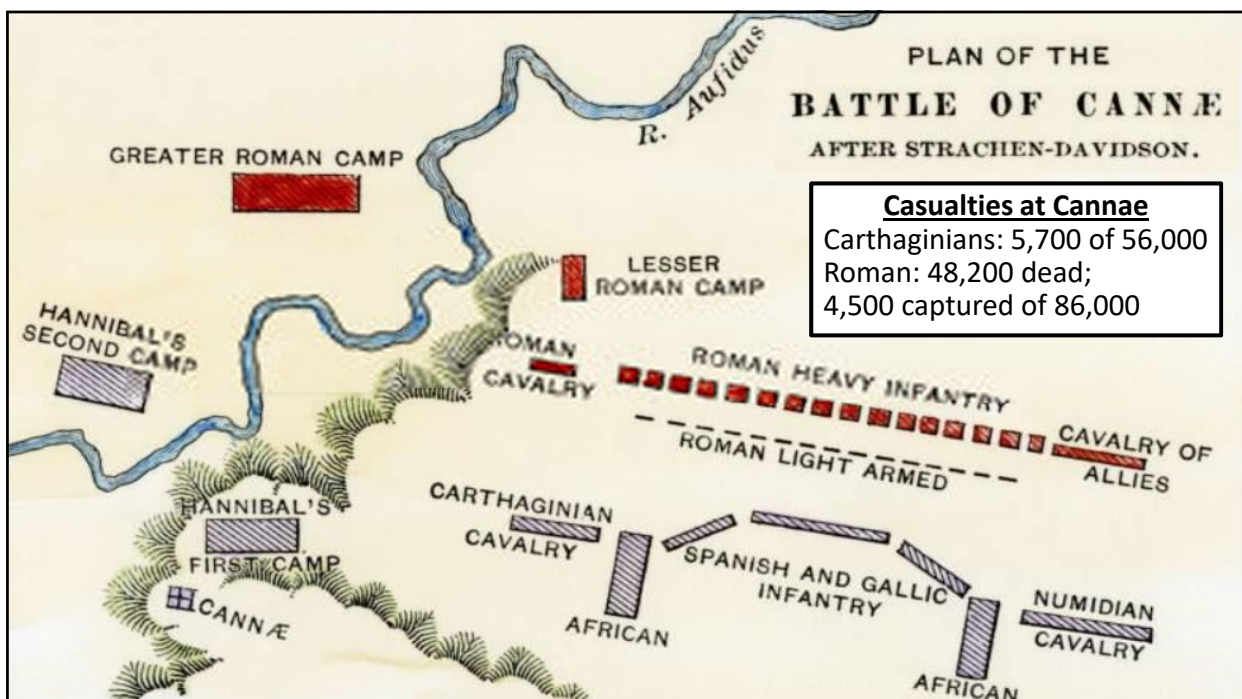 PLAN OF THE
BATTLE OF CANNÆ
AFTER STRACHEN-DAVIDSON.
Casualties at Cannae
Carthaginians: 5,700 of 56,000
Roman: 48,200 dead;
4,500 captured of 86,000
R. Aufidus
GREATER ROMAN CAMP
LESSER
ROMAN CAMP
HANNIBAL'S
SECOND CAMP
ROMAN
CAVALRY
ROMAN HEAVY INFANTRY
ROMAN LIGHT ARMED
CAVALRY OF
ALLIES
HANNIBAL'S
FIRST CAMP
CANNÆ
CARTHAGINIAN
CAVALRY
AFRICAN
SPANISH AND GALLIC
INFANTRY
NUMIDIAN
CAVALRY
AFRICAN